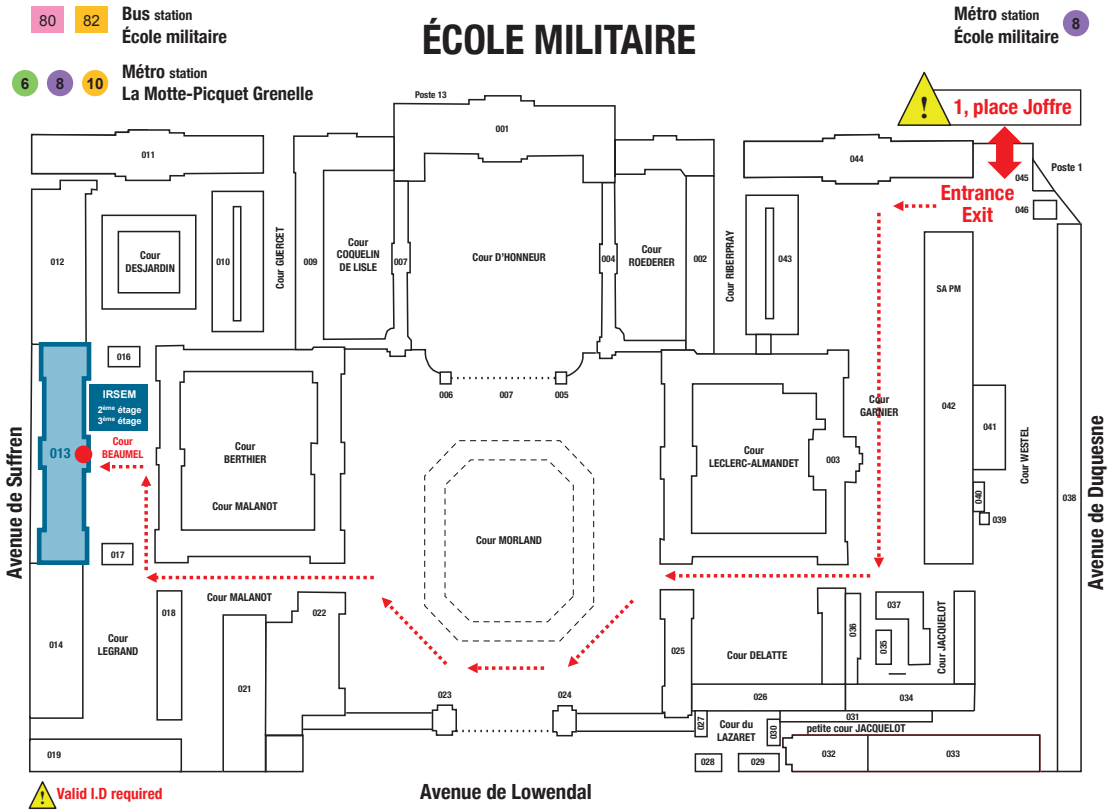 80 82 Bus station
École militaire
6 8 10 Métro station
La Motte-Picquet Grenelle
ÉCOLE MILITAIRE
Métro station
École militaire 8
! 1, place Joffre
Entrance
Exit
Poste 13
001
011
044
045
Poste 1
046
012
Cour
DESJARDIN
010
Cour GUERCET
009
Cour
COQUELIN
DE LISLE
007
Cour D'HONNEUR
004
Cour
ROEDERER
002
Cour RIBERPRAY
043
SA PM
016
006
007
005
IRSEM
2ème étage
3ème étage
013
Cour
BEAUMEL
Cour
BERTHIER
Cour MALANOT
Cour MORLAND
Cour
LECLERC-ALMANDET
003
Cour
GARNIER
042
041
Cour WESTEL
040
039
038
Avenue de Suffren
Avenue de Duquesne
017
014
Cour
LEGRAND
018
Cour MALANOT
022
021
025
Cour DELATTE
036
037
035
Cour JACQUELOT
023
024
026
034
027
Cour du
LAZARET
030
031
petite cour JACQUELOT
019
028
029
032
033
! Valid I.D required
Avenue de Lowendal